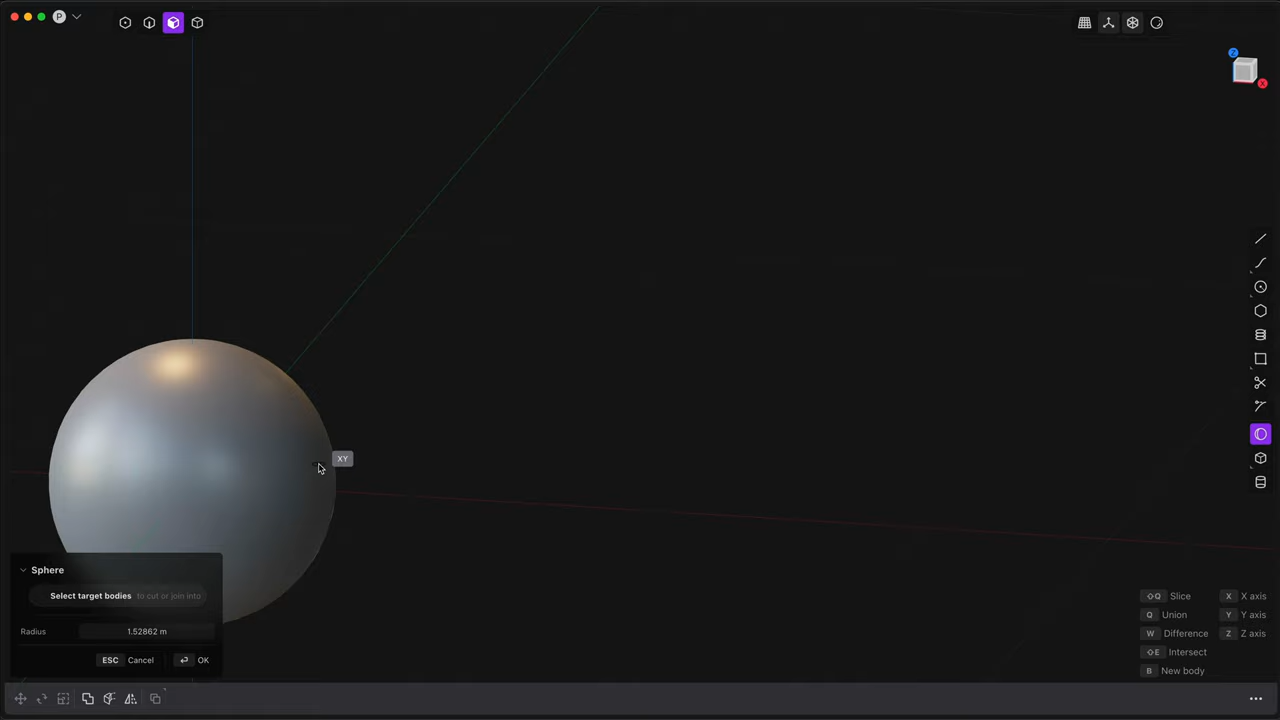 P
Z
X
XY
Sphere
Select target bodies to cut or join into
Radius 1.52862 m
ESC Cancel OK
⇧Q Slice X X axis
Q Union Y Y axis
W Difference Z Z axis
⇧E Intersect
B New body